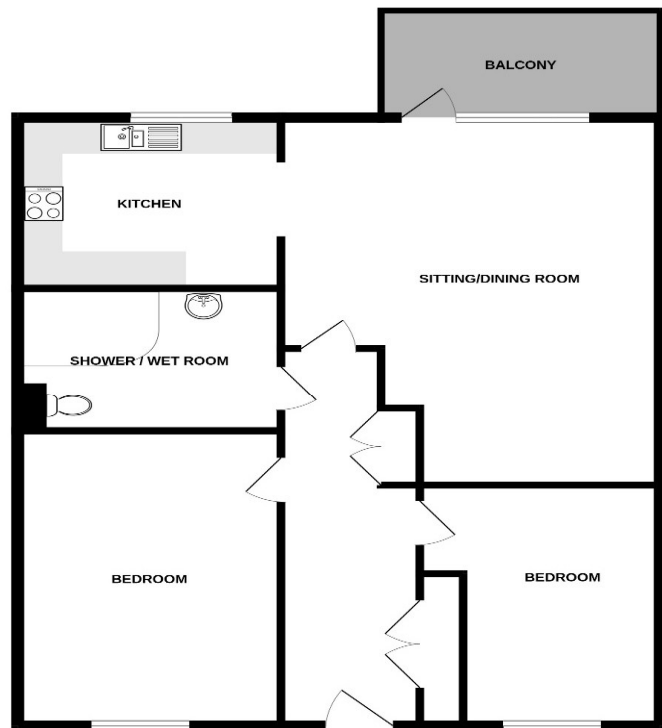 BALCONY
KITCHEN
SITTING/DINING ROOM
SHOWER / WET ROOM
BEDROOM
BEDROOM